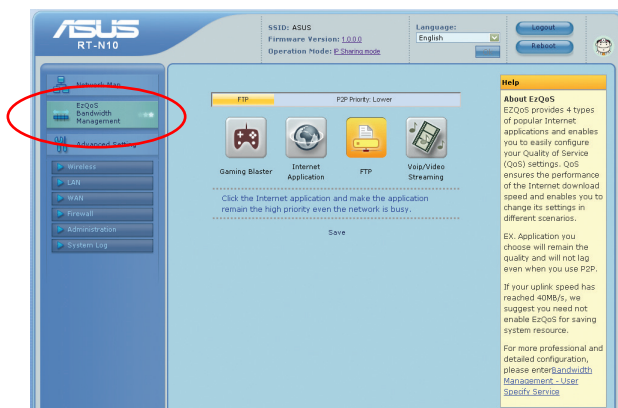 ASUS
RT-N10
SSID: ASUS
Firmware Version: 1.0.0.0
Operation Mode: IP Sharing mode
Language:
English
Logout
Reboot
Network Map
EzQoS
Bandwidth
Management
Advanced Setting
Wireless
LAN
WAN
Firewall
Administration
System Log
FTP
P2P Priority: Lower
Gaming Blaster
Internet
Application
FTP
Voip/Video
Streaming
Click the Internet application and make the application
remain the high priority even the network is busy.
Save
Help
About EzQoS
EZQoS provides 4 types
of popular Internet
applications and enables
you to easily configure
your Quality of Service
(QoS) settings. QoS
ensures the performance
of the Internet download
speed and enables you to
change its settings in
different scenarios.
EX. Application you
choose will remain the
quality and will not lag
even when you use P2P.
If your uplink speed has
reached 40MB/s, we
suggest you need not
enable EzQoS for saving
system resource.
For more professional and
detailed configuration,
please enterBandwidth
Management - User
Specify Service